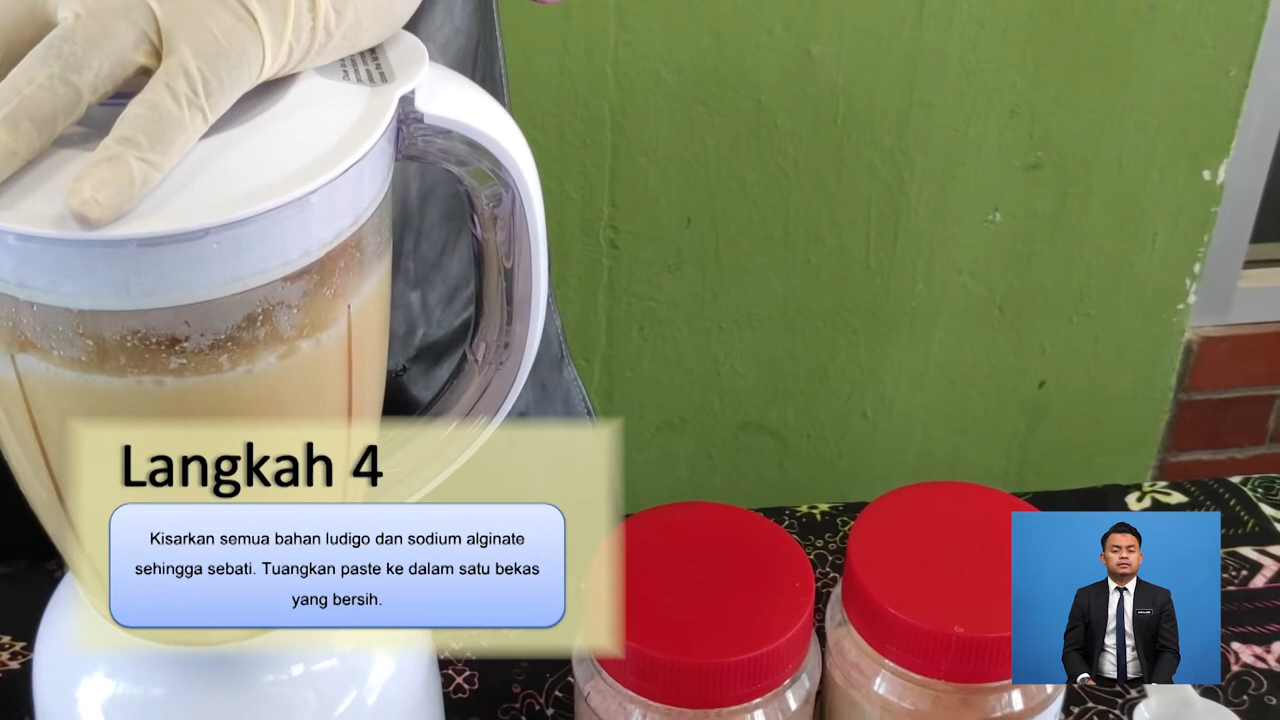 Langkah 4
Kisarkan semua bahan ludigo dan sodium alginate
sehingga sebati. Tuangkan paste ke dalam satu bekas
yang bersih.